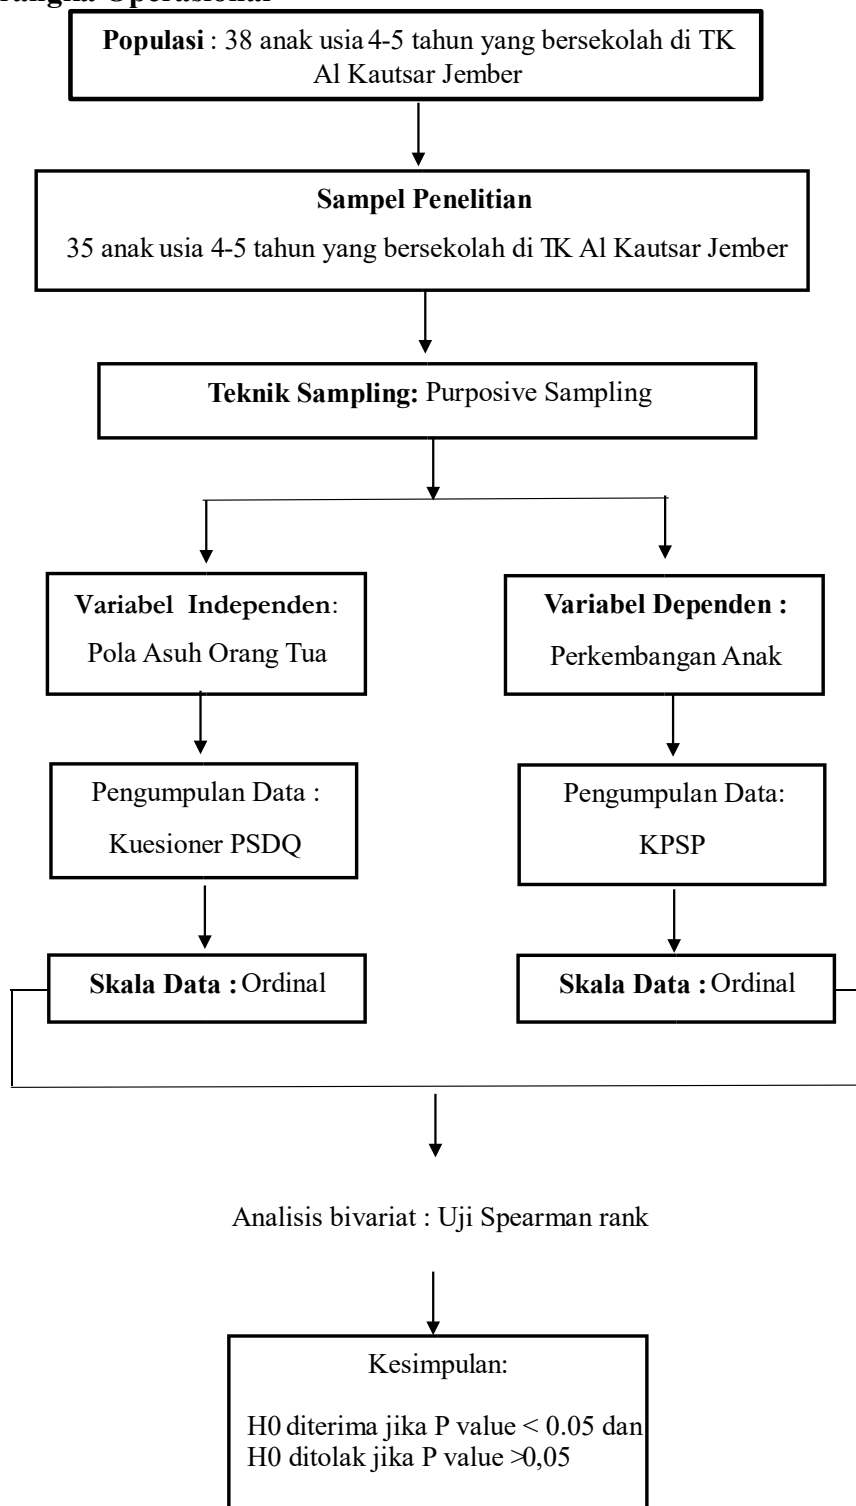 rangka Operasional
Populasi : 38 anak usia 4-5 tahun yang bersekolah di TK
Al Kautsar Jember
Sampel Penelitian
35 anak usia 4-5 tahun yang bersekolah di TK Al Kautsar Jember
Teknik Sampling: Purposive Sampling
Variabel Independen:
Pola Asuh Orang Tua
Variabel Dependen :
Perkembangan Anak
Pengumpulan Data :
Kuesioner PSDQ
Pengumpulan Data:
KPSP
Skala Data : Ordinal
Skala Data : Ordinal
Analisis bivariat : Uji Spearman rank
Kesimpulan:
H0 diterima jika P value < 0.05 dan
H0 ditolak jika P value >0,05